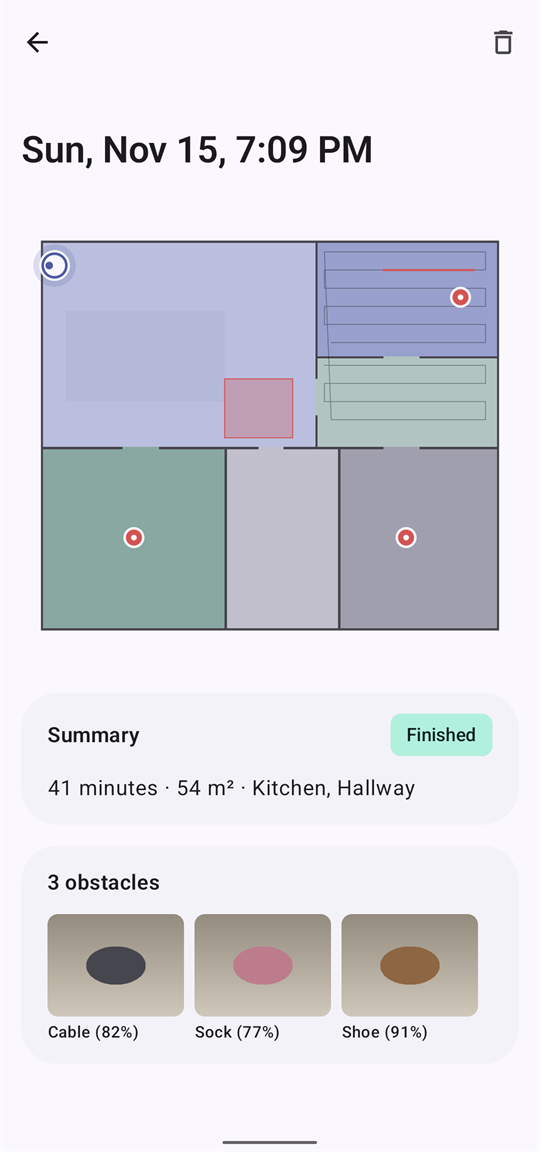 Sun, Nov 15, 7:09 PM
Summary
Finished
41 minutes · 54 m² · Kitchen, Hallway
3 obstacles
Cable (82%)
Sock (77%)
Shoe (91%)